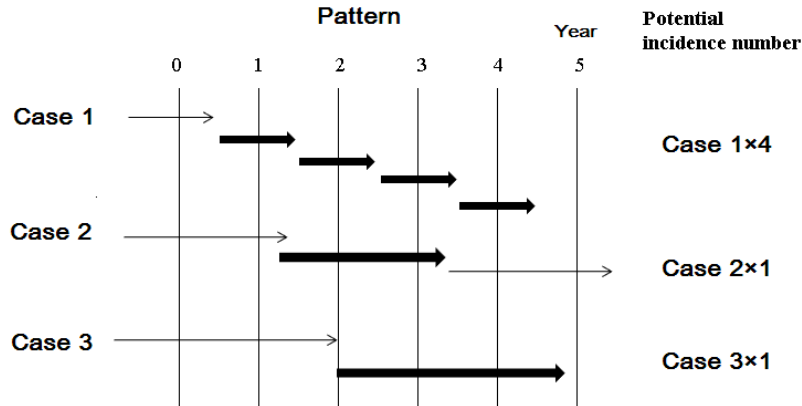 Pattern
Year
Potential
incidence number
0 1 2 3 4 5
Case 1
Case 1×4
Case 2
Case 2×1
Case 3
Case 3×1